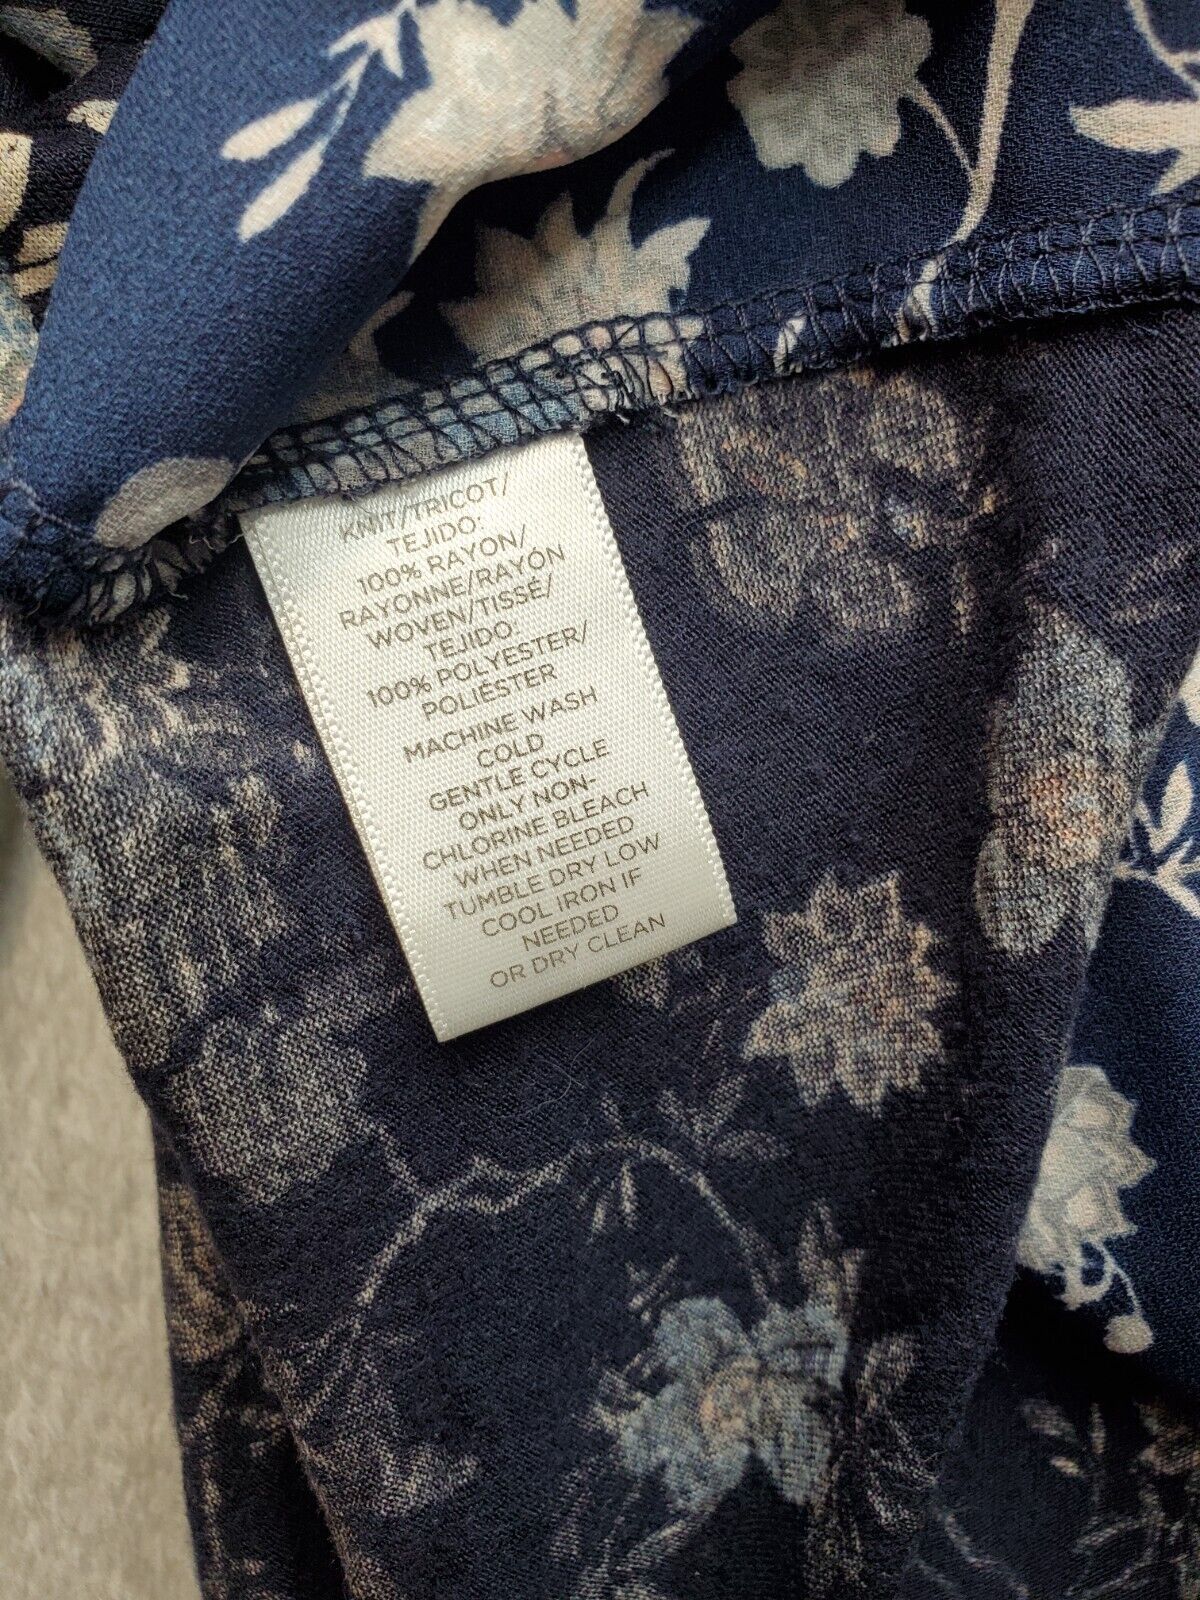 KNIT/TRICOT/
TEJIDO:
100% RAYON/
RAYONNE/RAYÓN
WOVEN/TISSÉ/
TEJIDO:
100% POLYESTER/
POLIÉSTER
MACHINE WASH
COLD
GENTLE CYCLE
ONLY NON-
CHLORINE BLEACH
WHEN NEEDED
TUMBLE DRY LOW
COOL IRON IF
NEEDED
OR DRY CLEAN